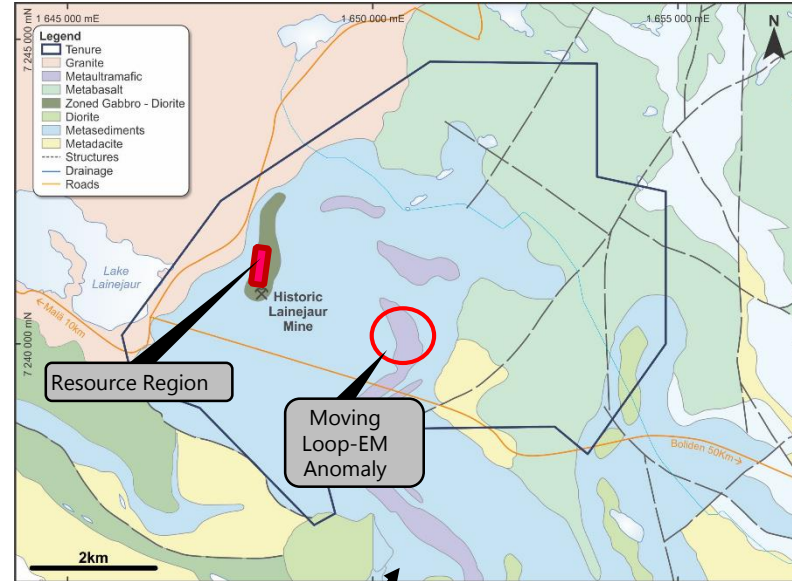 1 645 000 mE
1 650 000 mE
1 655 000 mE
7 245 000 mN
N
Legend
Tenure
Granite
Metaultramafic
Metabasalt
Zoned Gabbro - Diorite
Diorite
Metasediments
Metadacite
Structures
Drainage
Roads
Lake
Lainejaur
Historic
Lainejaur
Mine
←Malå 10km
7 240 000 mN
Resource Region
Moving
Loop-EM
Anomaly
Boliden 50Km→
2km